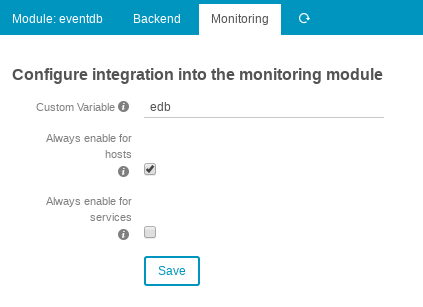 Module: eventdb Backend Monitoring
Configure integration into the monitoring module
Custom Variable
edb
Always enable for
hosts
Always enable for
services
Save